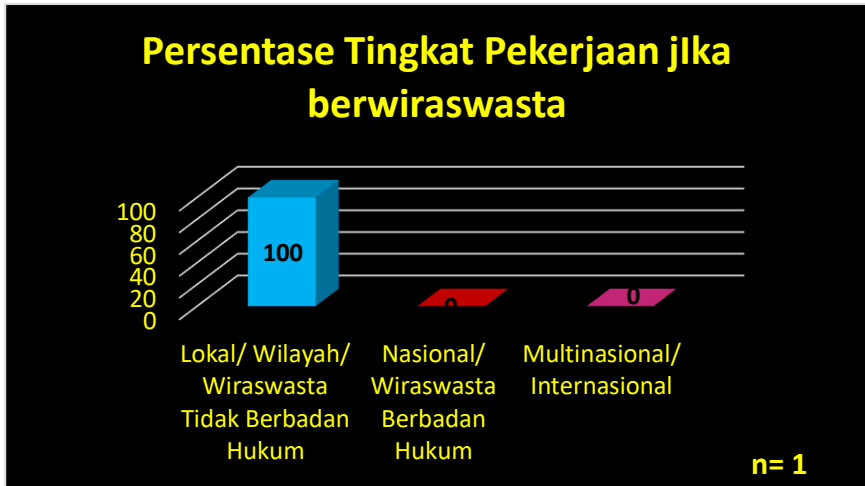 Persentase Tingkat Pekerjaan jIka
berwiraswasta
100
80
60
40
20
0
100
0
0
Lokal/ Wilayah/
Wiraswasta
Tidak Berbadan
Hukum
Nasional/
Wiraswasta
Berbadan
Hukum
Multinasional/
Internasional
n= 1